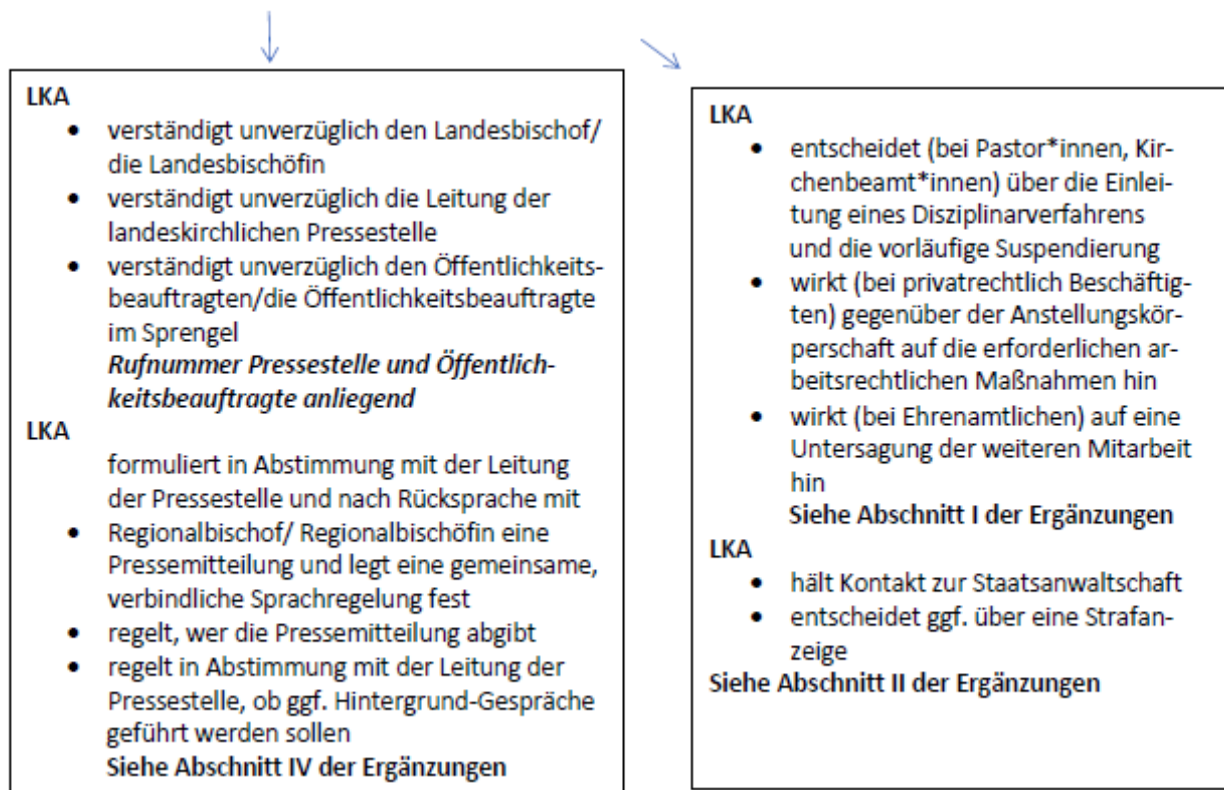 LKA
• verständigt unverzüglich den Landesbischof/
die Landesbischöfin
• verständigt unverzüglich die Leitung der
landeskirchlichen Pressestelle
• verständigt unverzüglich den Öffentlichkeits-
beauftragten/die Öffentlichkeitsbeauftragte
im Sprengel
Rufnummer Pressestelle und Öffentlich-
keitsbeauftragte anliegend
LKA
formuliert in Abstimmung mit der Leitung
der Pressestelle und nach Rücksprache mit
• Regionalbischof/ Regionalbischöfin eine
Pressemitteilung und legt eine gemeinsame,
verbindliche Sprachregelung fest
• regelt, wer die Pressemitteilung abgibt
• regelt in Abstimmung mit der Leitung der
Pressestelle, ob ggf. Hintergrund-Gespräche
geführt werden sollen
Siehe Abschnitt IV der Ergänzungen
LKA
• entscheidet (bei Pastor*innen, Kir-
chenbeamt*innen) über die Einlei-
tung eines Disziplinarverfahrens
und die vorläufige Suspendierung
• wirkt (bei privatrechtlich Beschäftig-
ten) gegenüber der Anstellungskör-
perschaft auf die erforderlichen ar-
beitsrechtlichen Maßnahmen hin
• wirkt (bei Ehrenamtlichen) auf eine
Untersagung der weiteren Mitarbeit
hin
Siehe Abschnitt I der Ergänzungen
LKA
• hält Kontakt zur Staatsanwaltschaft
• entscheidet ggf. über eine Strafan-
zeige
Siehe Abschnitt II der Ergänzungen